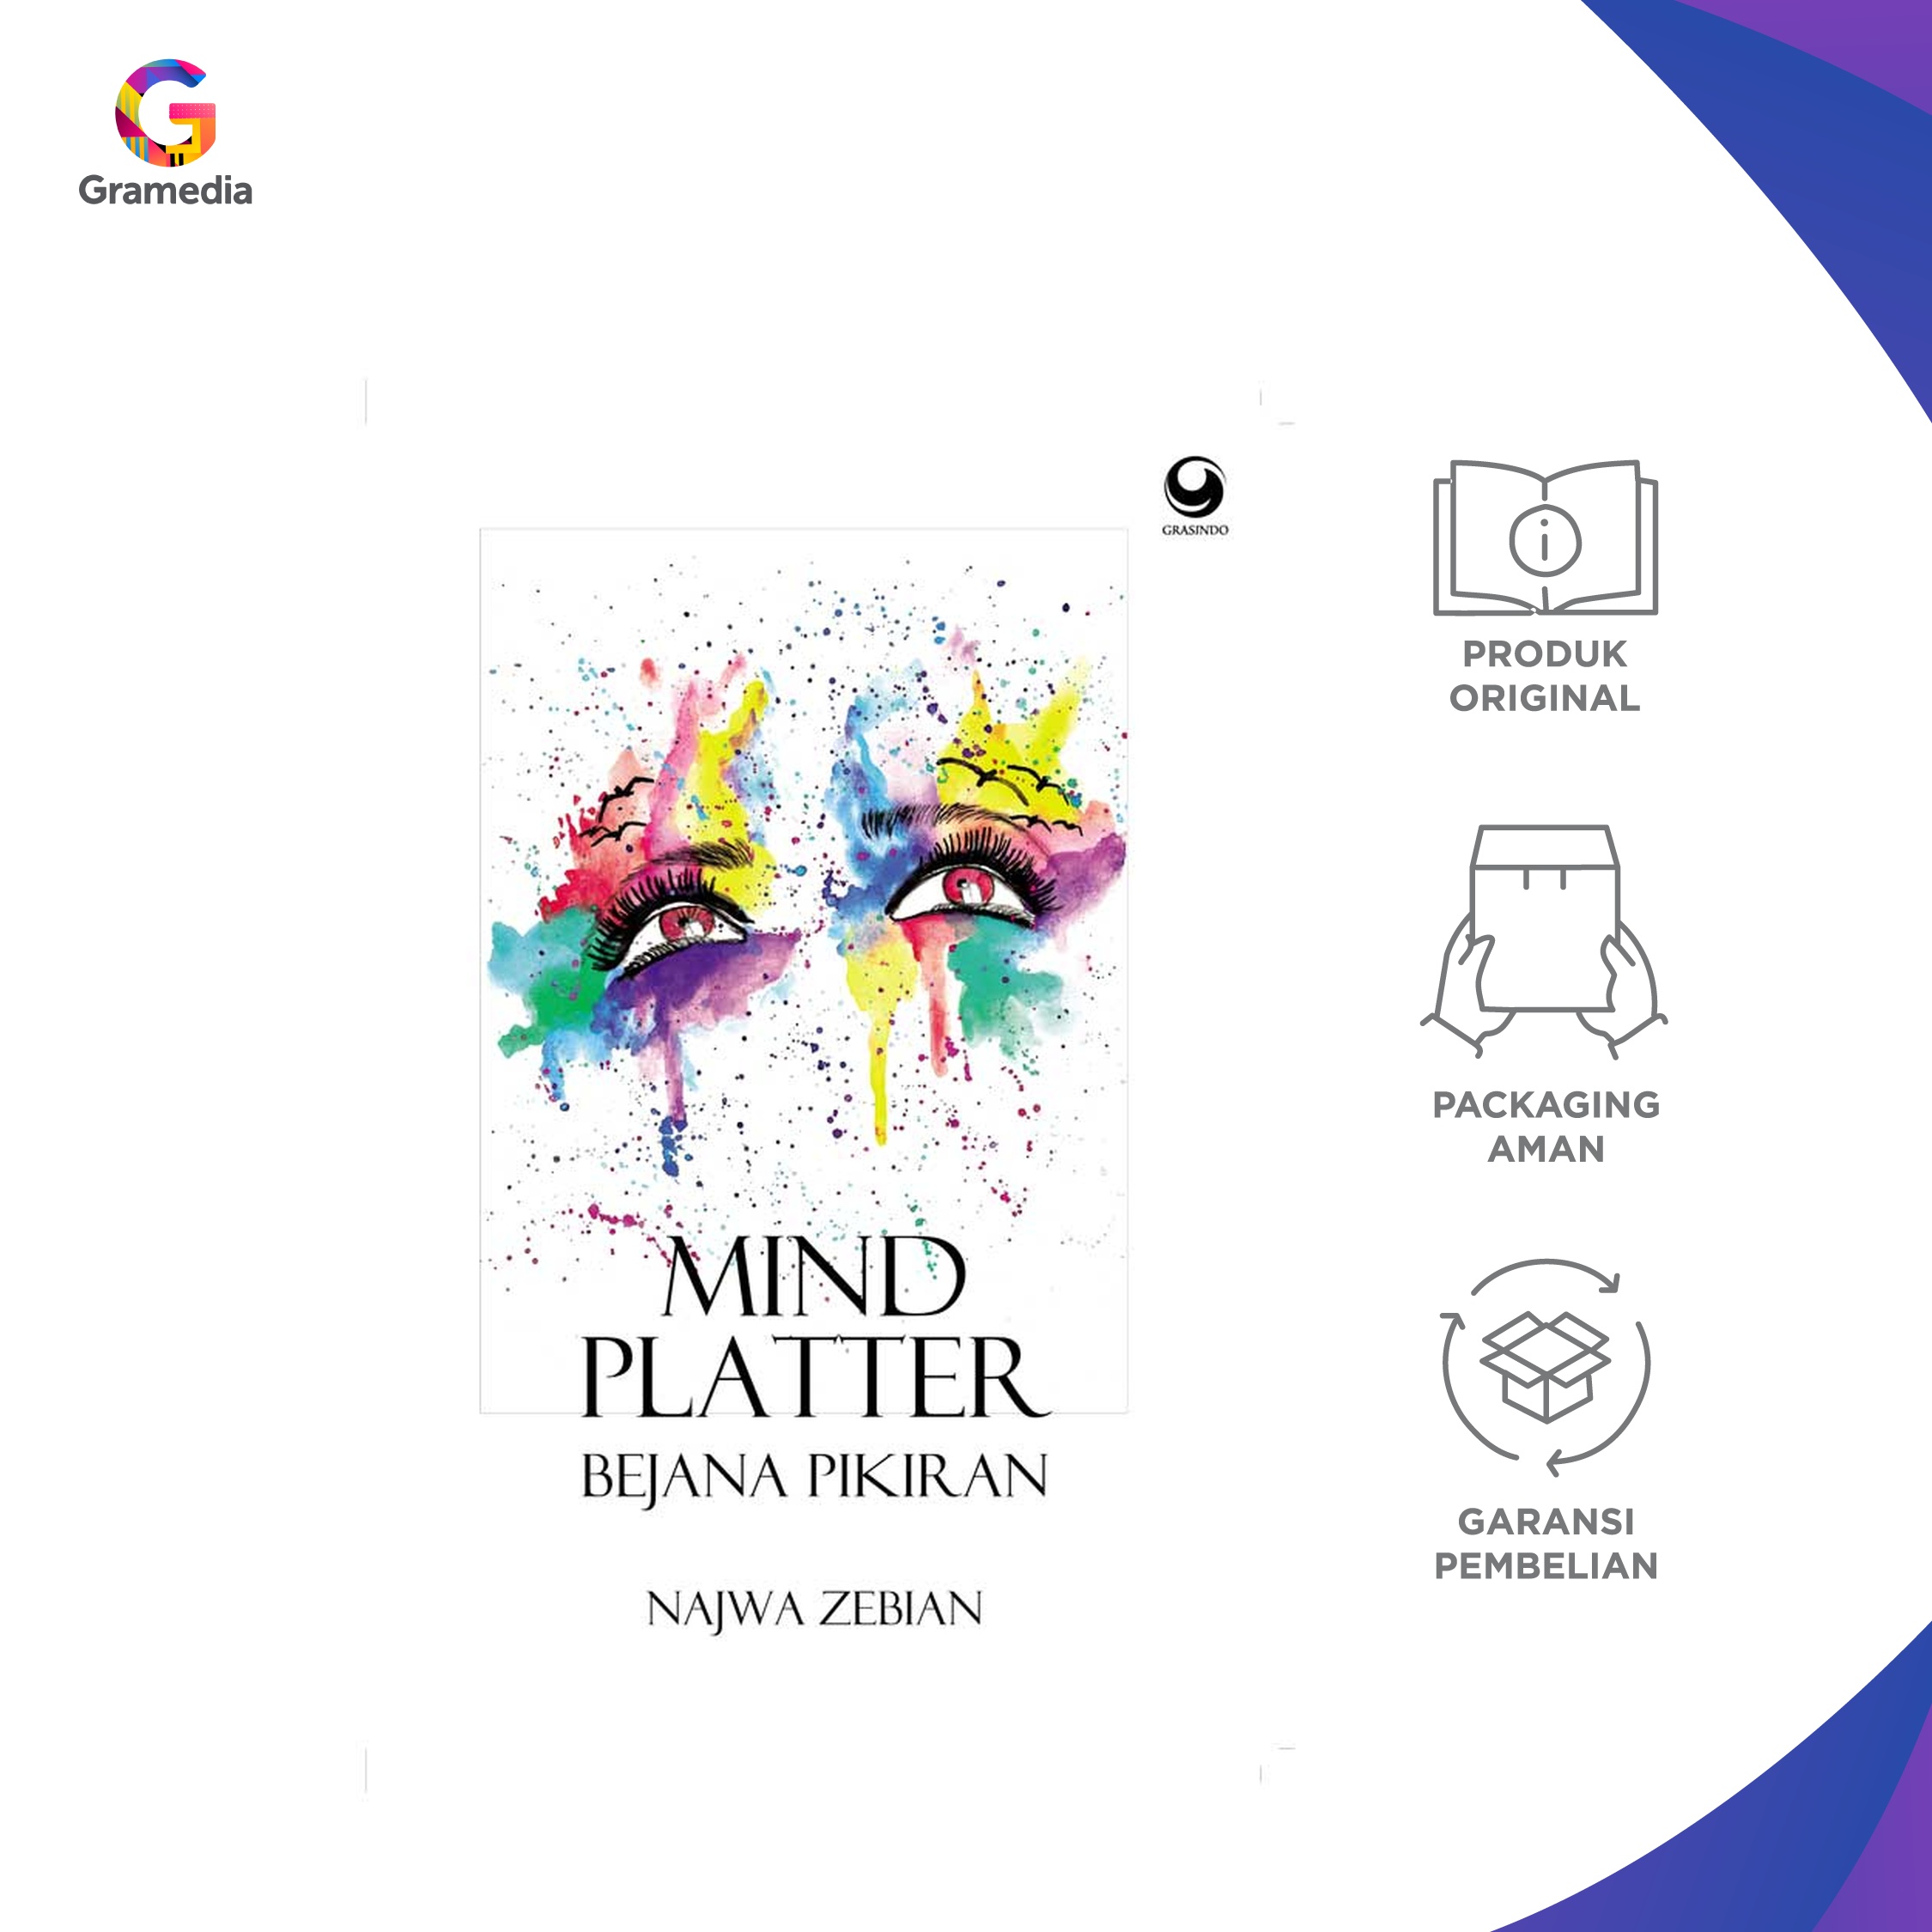 Gramedia
GRASINDO
MIND
PLATTER
BEJANA PIKIRAN
NAJWA ZEBIAN
PRODUK
ORIGINAL
PACKAGING
AMAN
GARANSI
PEMBELIAN